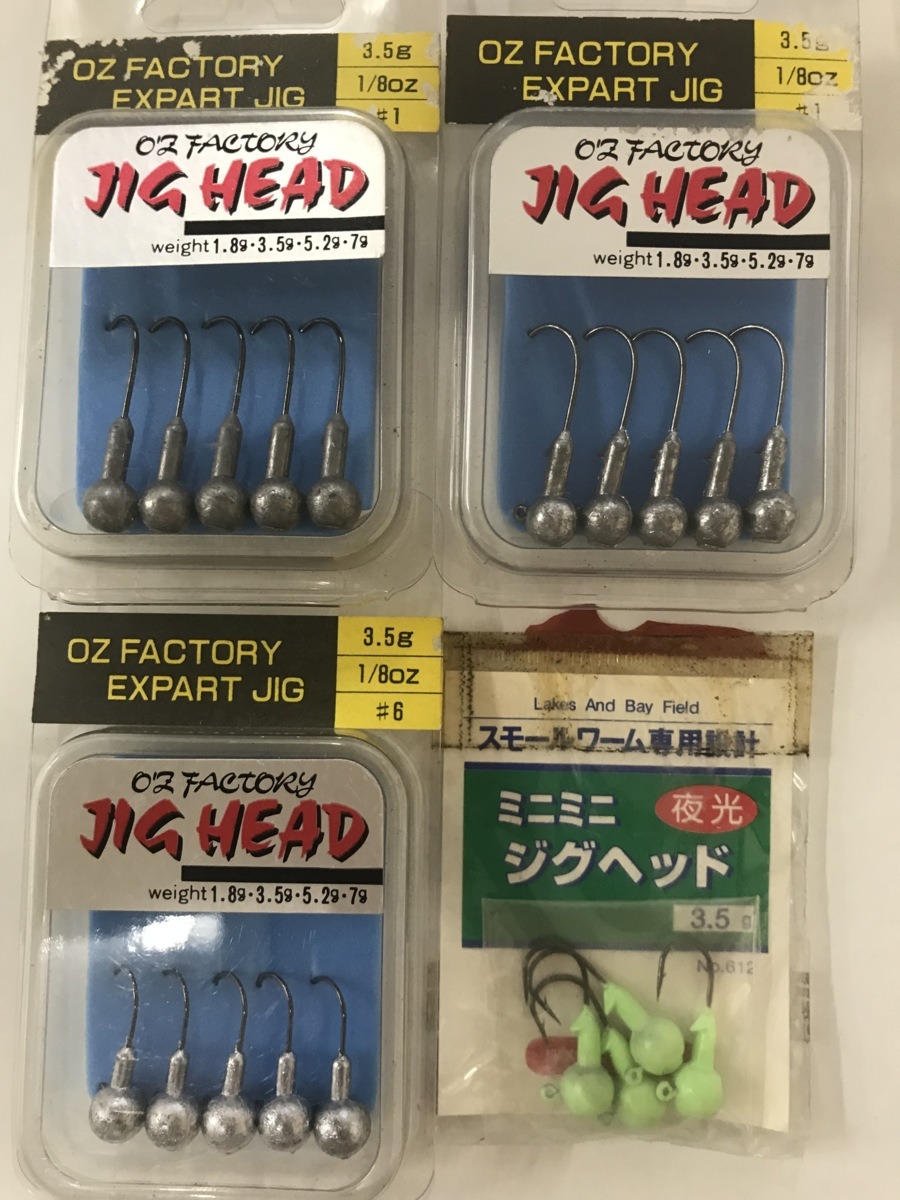 OZ FACTORY
EXPART JIG
3.5g
1/8oz
#1
O'Z FACTORY
JIG HEAD
weight 1.8g・3.5g・5.2g・7g
OZ FACTORY
EXPART JIG
3.5g
1/8oz
#1
O'Z FACTORY
JIG HEAD
weight 1.8g・3.5g・5.2g・7g
OZ FACTORY
EXPART JIG
3.5g
1/8oz
#6
O'Z FACTORY
JIG HEAD
weight 1.8g・3.5g・5.2g・7g
Lakes And Bay Field
スモールワーム専用設計
ミニミニ
夜光
ジグヘッド
3.5 g
No.612